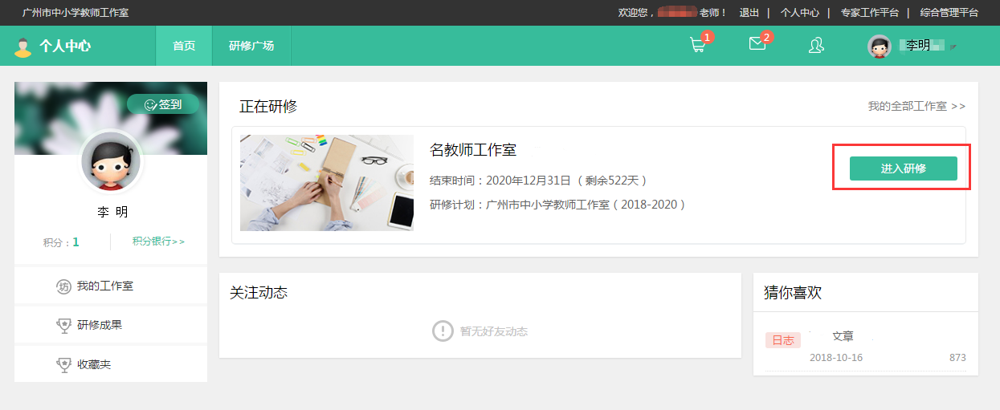 广州市中小学教师工作室
欢迎您， 老师！ 退出 | 个人中心 | 专家工作平台 | 综合管理平台
个人中心 首页 研修广场 1 2 李明
签到
李 明
积分：1 积分银行>>
坊 我的工作室
研修成果
收藏夹
正在研修 我的全部工作室 >>
名教师工作室
结束时间：2020年12月31日 （ 剩余522天 ）
研修计划：广州市中小学教师工作室（ 2018-2020 ）
进入研修
关注动态
暂无好友动态
猜你喜欢
日志 文章
2018-10-16 873